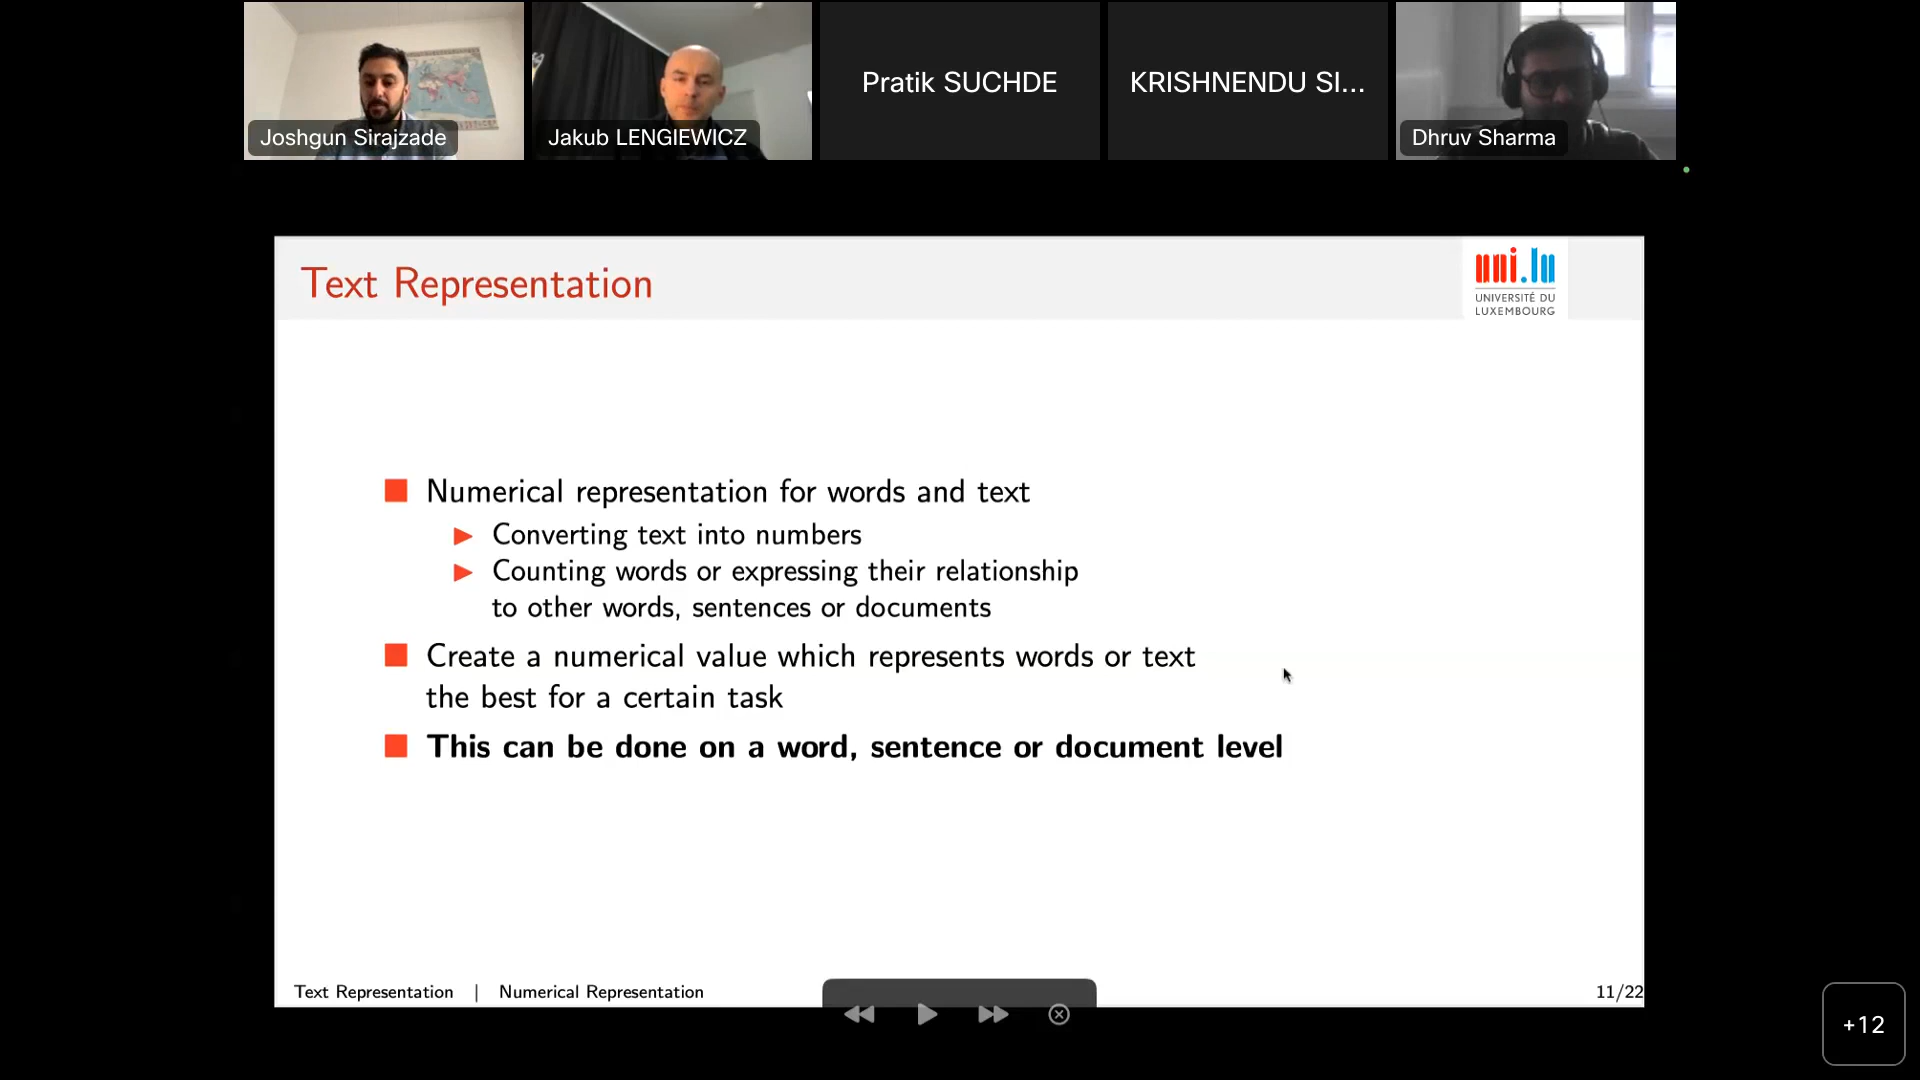 Joshgun Sirajzade
Jakub LENGIEWICZ
Pratik SUCHDE
KRISHNENDU SI...
Dhruv Sharma
Text Representation
uni.lu
UNIVERSITÉ DU
LUXEMBOURG
Numerical representation for words and text
Converting text into numbers
Counting words or expressing their relationship
to other words, sentences or documents
Create a numerical value which represents words or text
the best for a certain task
This can be done on a word, sentence or document level
Text Representation | Numerical Representation
11/22
+12